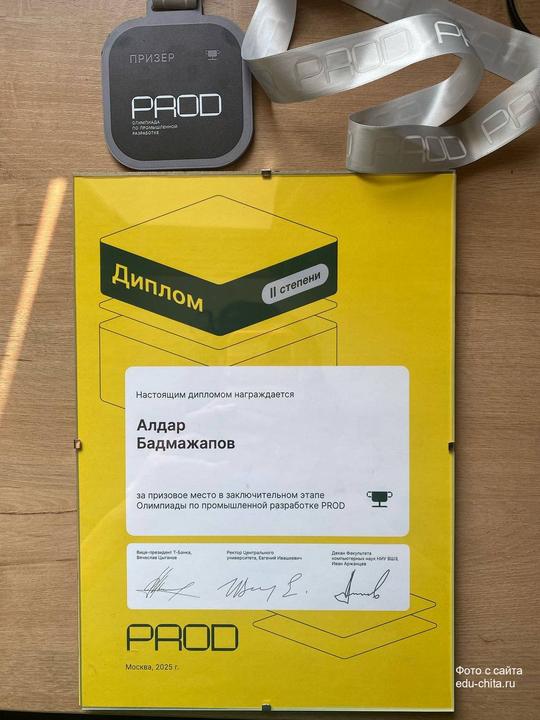 ПРИЗЕР
PROD
ОЛИМПИАДА
ПО ПРОМЫШЛЕННОЙ
РАЗРАБОТКЕ
PROD
PROD
PR
Диплом
II степени
Настоящим дипломом награждается
Алдар
Бадмажапов
за призовое место в заключительном этапе
Олимпиады по промышленной разработке PROD
Вице-президент Т-Банка,
Вячеслав Цыганов
Ректор Центрального
университета, Евгений Ивашкевич
Декан Факультета
компьютерных наук НИУ ВШЭ,
Иван Аржанцев
PROD
Москва, 2025 г.
Фото с сайта
edu-chita.ru